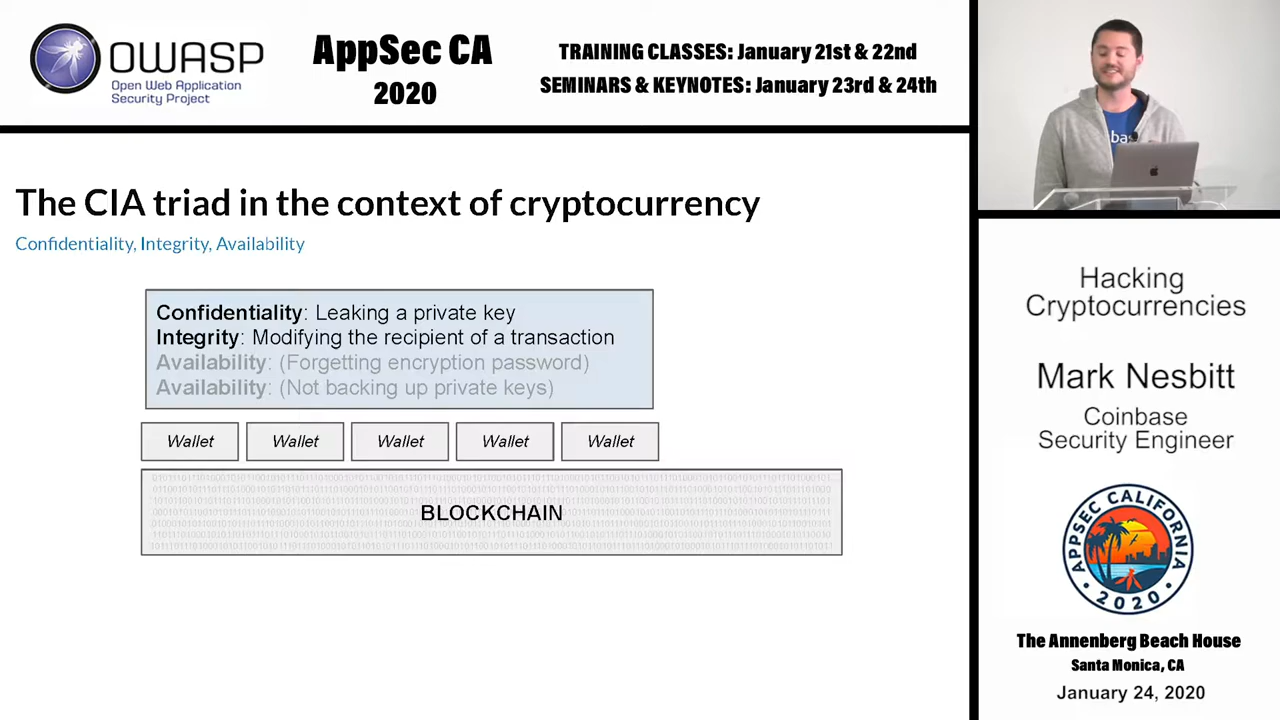 OWASP
Open Web Application
Security Project
AppSec CA
2020
TRAINING CLASSES: January 21st & 22nd
SEMINARS & KEYNOTES: January 23rd & 24th
The CIA triad in the context of cryptocurrency
Confidentiality, Integrity, Availability
Confidentiality: Leaking a private key
Integrity: Modifying the recipient of a transaction
Availability: (Forgetting encryption password)
Availability: (Not backing up private keys)
Wallet Wallet Wallet Wallet Wallet
BLOCKCHAIN
Hacking
Cryptocurrencies
Mark Nesbitt
Coinbase
Security Engineer
APPSEC CALIFORNIA
2020
The Annenberg Beach House
Santa Monica, CA
January 24, 2020